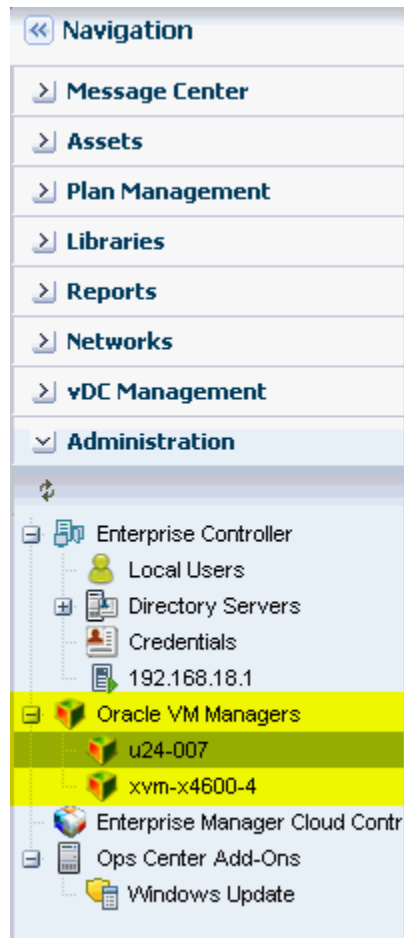 Navigation
Message Center
Assets
Plan Management
Libraries
Reports
Networks
vDC Management
Administration
Enterprise Controller
Local Users
Directory Servers
Credentials
192.168.18.1
Oracle VM Managers
u24-007
xvm-x4600-4
Enterprise Manager Cloud Contr
Ops Center Add-Ons
Windows Update